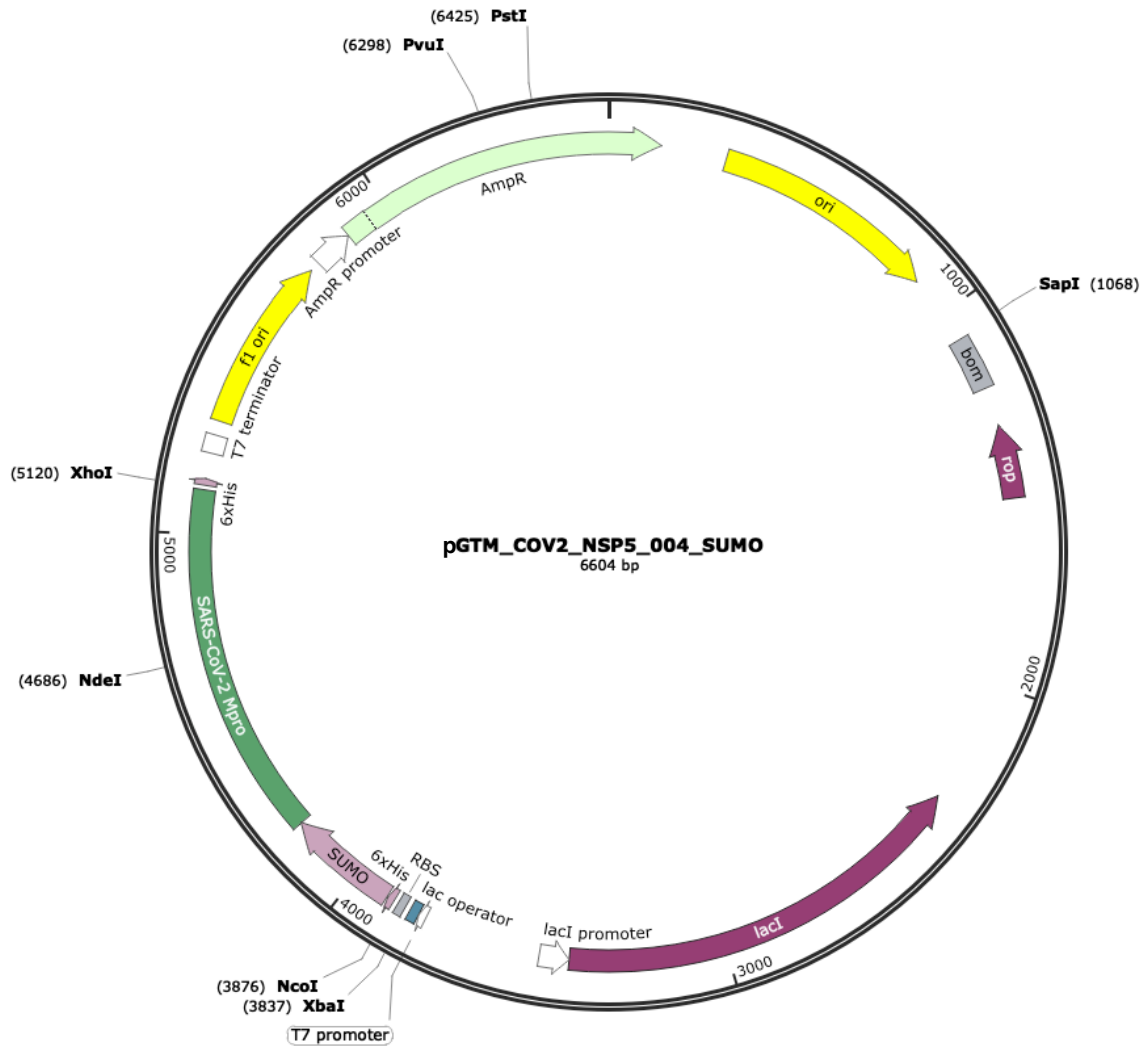 (6425) PstI
(6298) PvuI
AmpR
ori
6000
AmpR promoter
1000
SapI (1068)
f1 ori
bom
T7 terminator
rop
(5120) XhoI
6xHis
5000
pGTM_COV2_NSP5_004_SUMO
6604 bp
SARS-CoV-2 Mpro
(4686) NdeI
2000
SUMO
6xHis
RBS
lac operator
4000
lacI promoter
lacI
3000
(3876) NcoI
(3837) XbaI
T7 promoter